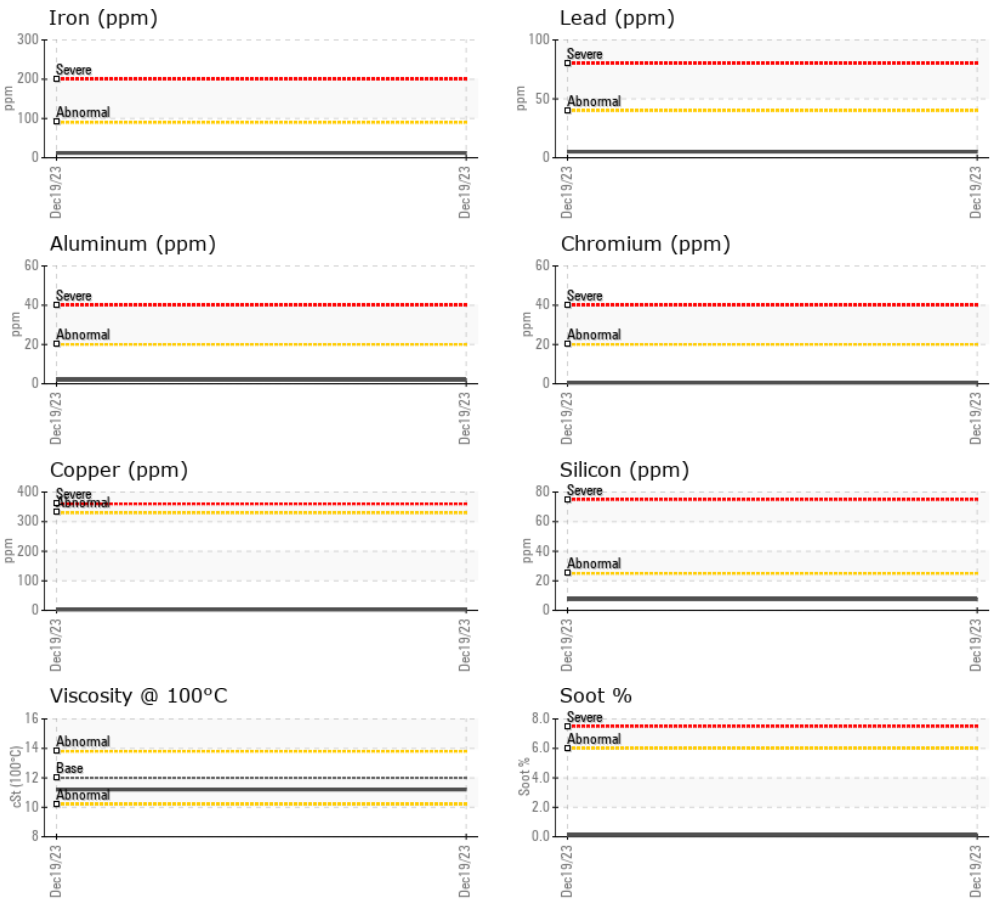 Iron (ppm)
300
200
100
0
ppm
Severe
Abnormal
Dec19/23
Dec19/23
Lead (ppm)
100
50
0
ppm
Severe
Abnormal
Dec19/23
Dec19/23
Aluminum (ppm)
60
40
20
0
ppm
Severe
Abnormal
Dec19/23
Dec19/23
Chromium (ppm)
60
40
20
0
ppm
Severe
Abnormal
Dec19/23
Dec19/23
Copper (ppm)
400
300
200
100
0
ppm
Severe
Abnormal
Dec19/23
Dec19/23
Silicon (ppm)
80
60
40
20
0
ppm
Severe
Abnormal
Dec19/23
Dec19/23
Viscosity @ 100°C
16
14
12
10
8
cSt (100°C)
Abnormal
Base
Abnormal
Dec19/23
Dec19/23
Soot %
8.0
6.0
4.0
2.0
0.0
Soot %
Severe
Abnormal
Dec19/23
Dec19/23